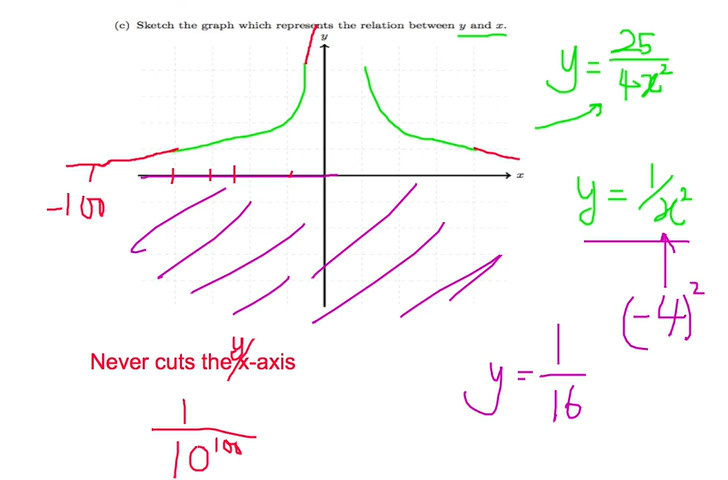 (c) Sketch the graph which represents the relation between y and x.
y
y = 25 / 4x²
x
-100
y = 1/x²
(-4)²
Never cuts the y/x-axis
y = 1/16
1/10¹⁰⁰